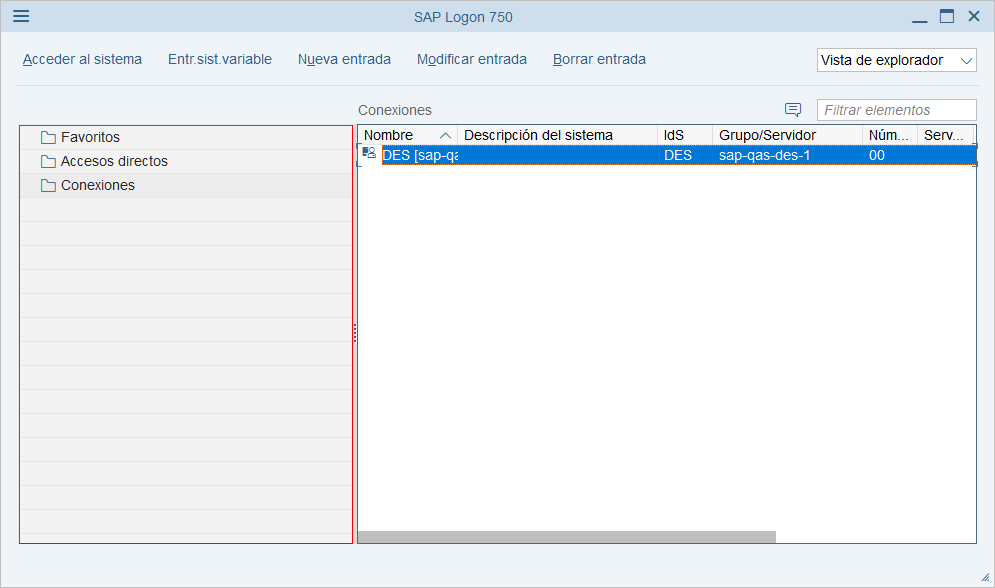 SAP Logon 750
Acceder al sistema Entr.sist.variable Nueva entrada Modificar entrada Borrar entrada Vista de explorador
Conexiones Filtrar elementos
Favoritos
Accesos directos
Conexiones
Nombre Descripción del sistema IdS Grupo/Servidor Núm... Serv...
DES [sap-qa DES sap-qas-des-1 00